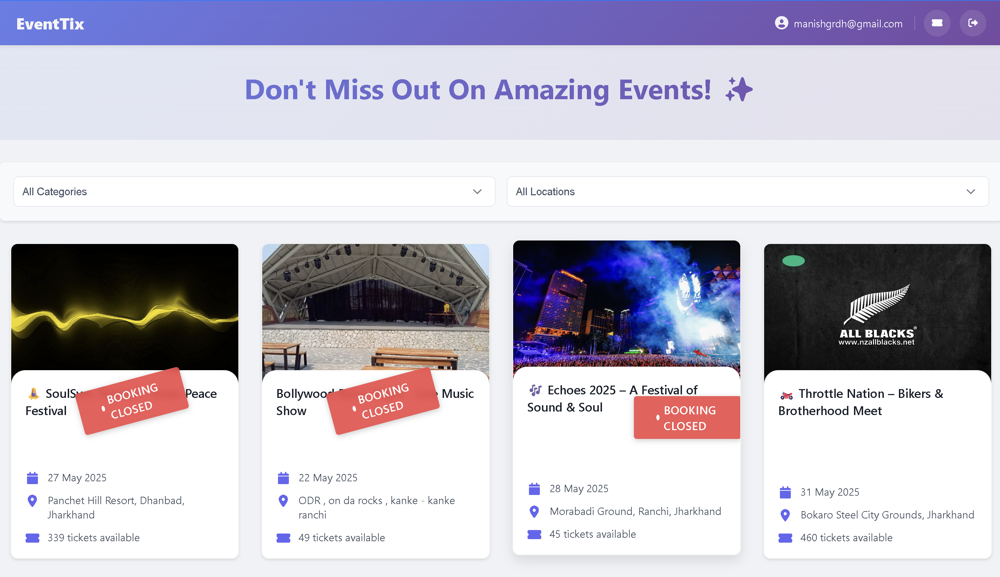 EventTix
manishgrdh@gmail.com
Don't Miss Out On Amazing Events!
All Categories
All Locations
Peace
Festival
BOOKING
CLOSED
27 May 2025
Panchet Hill Resort, Dhanbad,
Jharkhand
339 tickets available
Bollywood Music
Show
BOOKING
CLOSED
22 May 2025
ODR , on da rocks , kanke - kanke
ranchi
49 tickets available
🎶 Echoes 2025 – A Festival of
Sound & Soul
BOOKING
CLOSED
28 May 2025
Morabadi Ground, Ranchi, Jharkhand
45 tickets available
ALL BLACKS®
www.nzallblacks.net
🏍️ Throttle Nation – Bikers &
Brotherhood Meet
31 May 2025
Bokaro Steel City Grounds, Jharkhand
460 tickets available